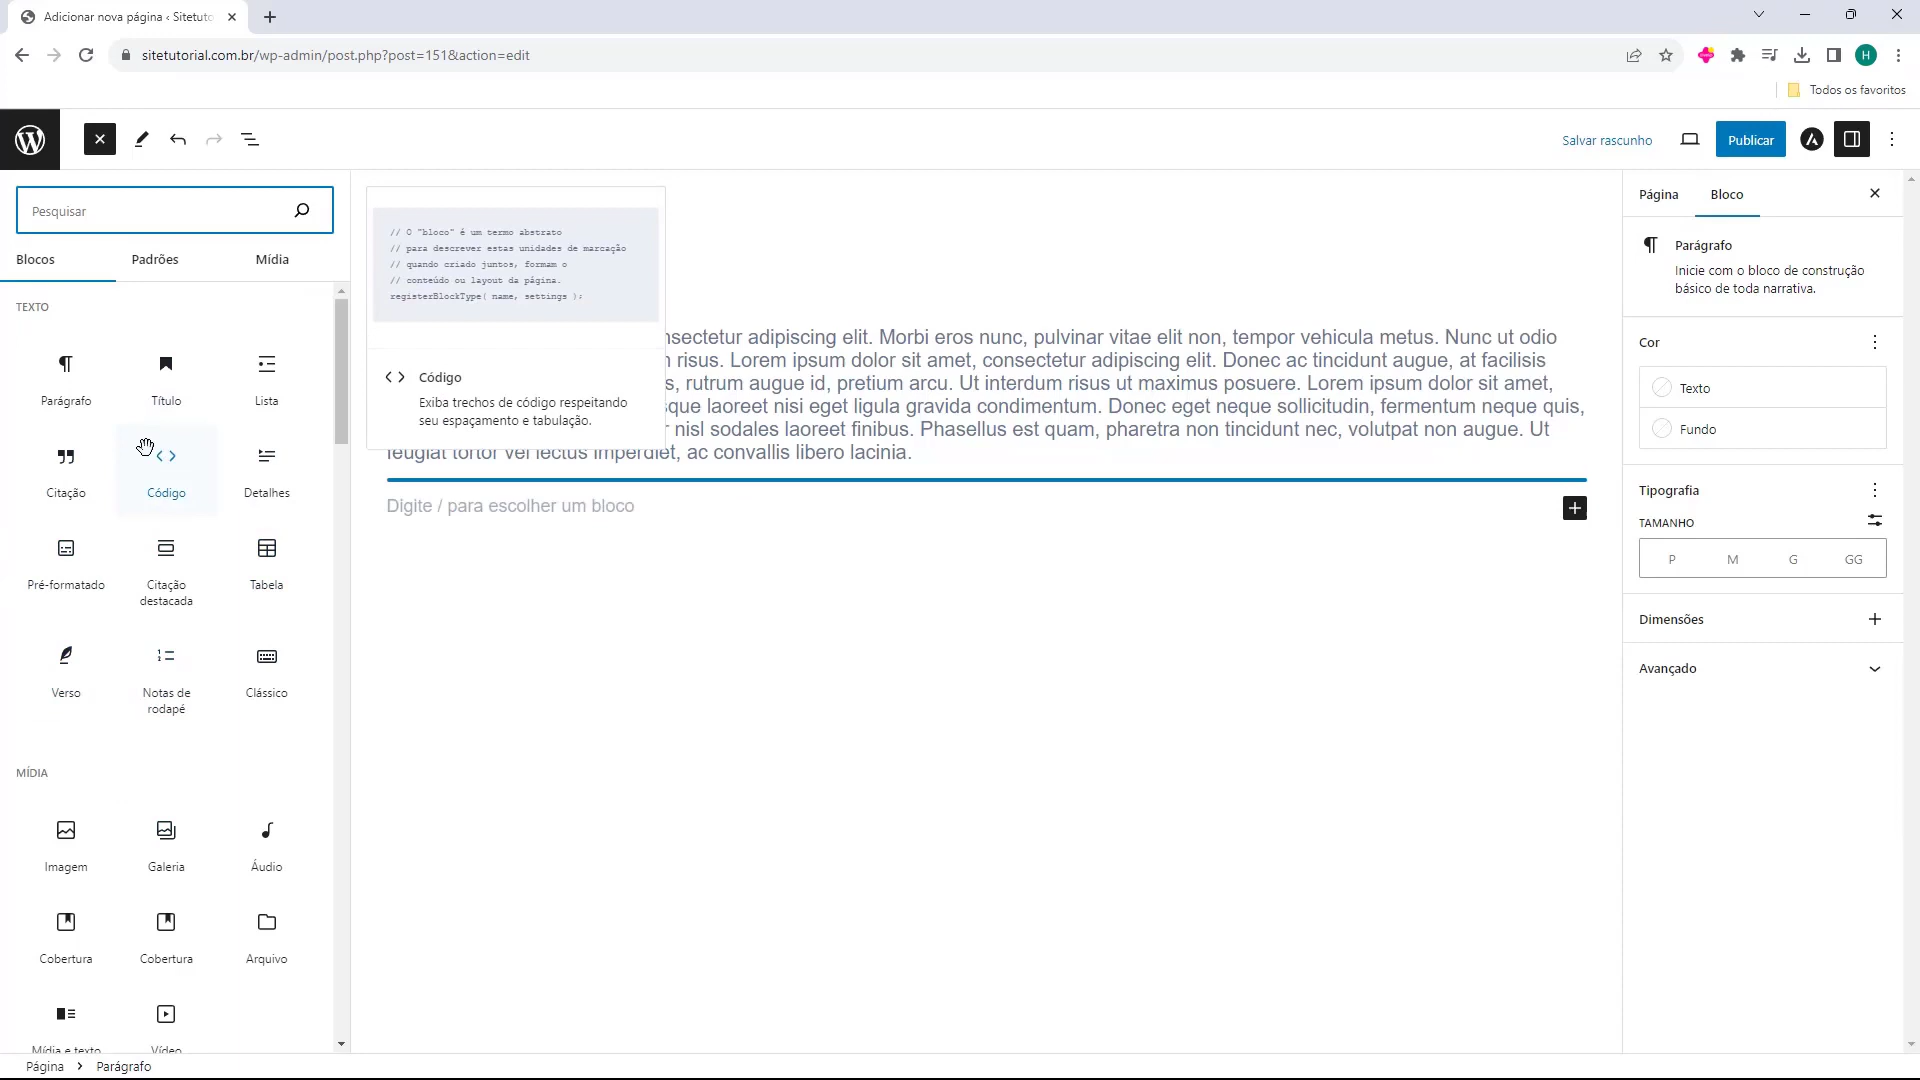 Adicionar nova página ‹ Sitetuto
sitetutorial.com.br/wp-admin/post.php?post=151&action=edit
H
Todos os favoritos
Salvar rascunho
Publicar
Pesquisar
Blocos
Padrões
Mídia
TEXTO
Parágrafo
Título
Lista
Citação
Código
Detalhes
Pré-formatado
Citação
destacada
Tabela
Verso
Notas de
rodapé
Clássico
MÍDIA
Imagem
Galeria
Áudio
Cobertura
Cobertura
Arquivo
Mídia e texto
Vídeo
// O "bloco" é um termo abstrato
// para descrever estas unidades de marcação
// quando criado juntos, formam o
// conteúdo ou layout da página.
registerBlockType( name, settings );
Código
Exiba trechos de código respeitando
seu espaçamento e tabulação.
nsectetur adipiscing elit. Morbi eros nunc, pulvinar vitae elit non, tempor vehicula metus. Nunc ut odio
risus. Lorem ipsum dolor sit amet, consectetur adipiscing elit. Donec ac tincidunt augue, at facilisis
s, rutrum augue id, pretium arcu. Ut interdum risus ut maximus posuere. Lorem ipsum dolor sit amet,
sque laoreet nisi eget ligula gravida condimentum. Donec eget neque sollicitudin, fermentum neque quis,
nisl sodales laoreet finibus. Phasellus est quam, pharetra non tincidunt nec, volutpat non augue. Ut
feugiat tortor vel lectus imperdiet, ac convallis libero lacinia.
Digite / para escolher um bloco
Página
Bloco
Parágrafo
Inicie com o bloco de construção
básico de toda narrativa.
Cor
Texto
Fundo
Tipografia
TAMANHO
P M G GG
Dimensões
Avançado
Página > Parágrafo